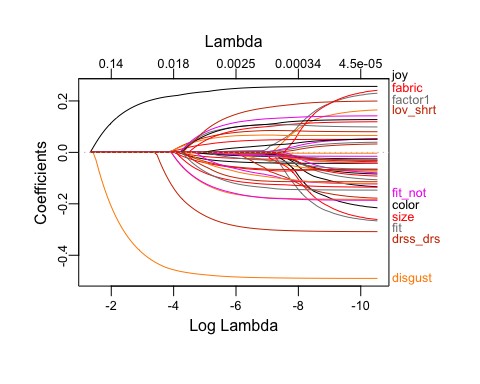 Lambda
0.14 0.018 0.0025 0.00034 4.5e-05
joy
fabric
factor1
lov_shrt
0.2
0.0
-0.2
-0.4
Coefficients
fit_not
color
size
fit
drss_drs
disgust
-2 -4 -6 -8 -10
Log Lambda